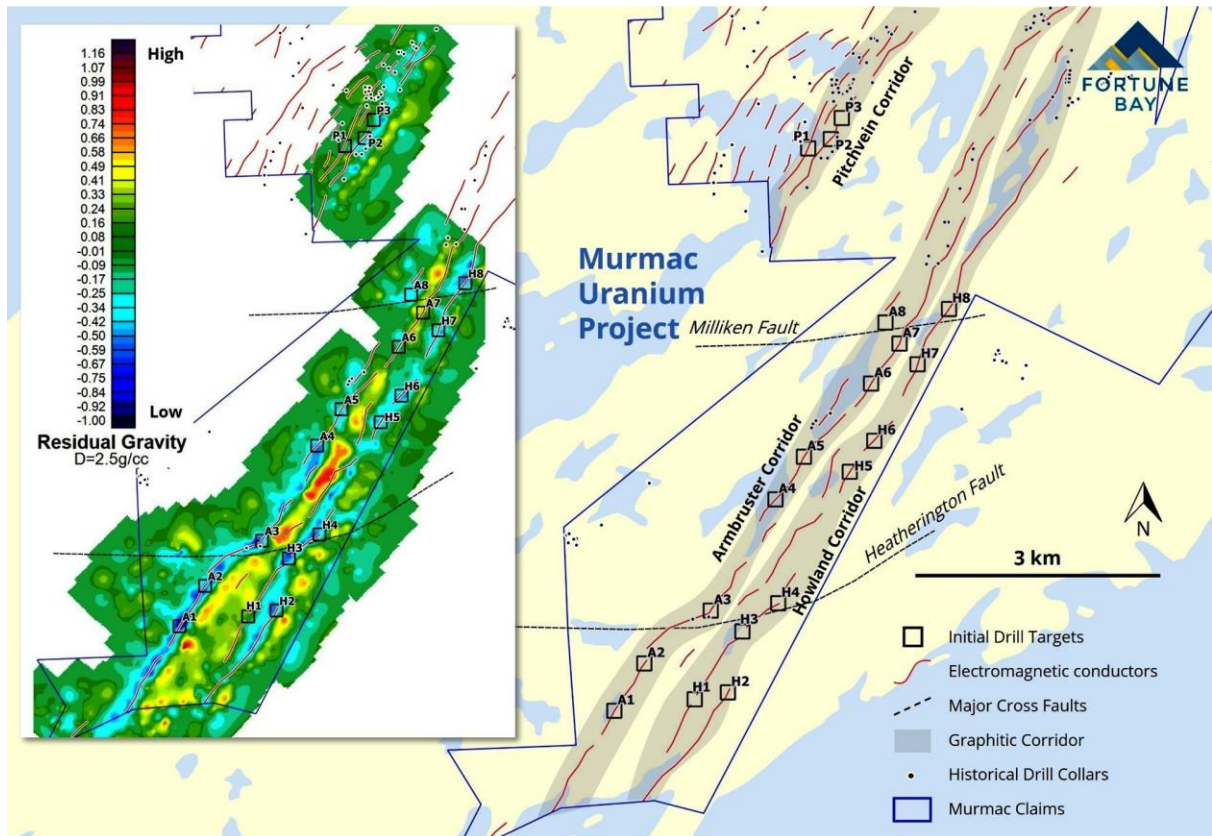 1.16
1.07
0.99
0.91
0.83
0.74
0.66
0.58
0.49
0.41
0.33
0.24
0.16
0.08
-0.00
-0.09
-0.17
-0.25
-0.34
-0.42
-0.50
-0.59
-0.67
-0.75
-0.84
-0.92
-1.00
High
Low
Residual Gravity
D=2.5g/cc
P3
P1
P2
H8
A8
A7
H7
A6
H6
A5
H5
A4
H4
A3
H3
A2
H2
H1
A1
FORTUNE
BAY
P3
P1
P2
Pitchvein Corridor
Murmac
Uranium
Project
Milliken Fault
H8
A8
A7
H7
A6
H6
A5
H5
A4
Armbruster Corridor
Howland Corridor
Heatherington Fault
H4
A3
H3
A2
H2
H1
A1
N
3 km
Initial Drill Targets
Electromagnetic conductors
Major Cross Faults
Graphitic Corridor
Historical Drill Collars
Murmac Claims